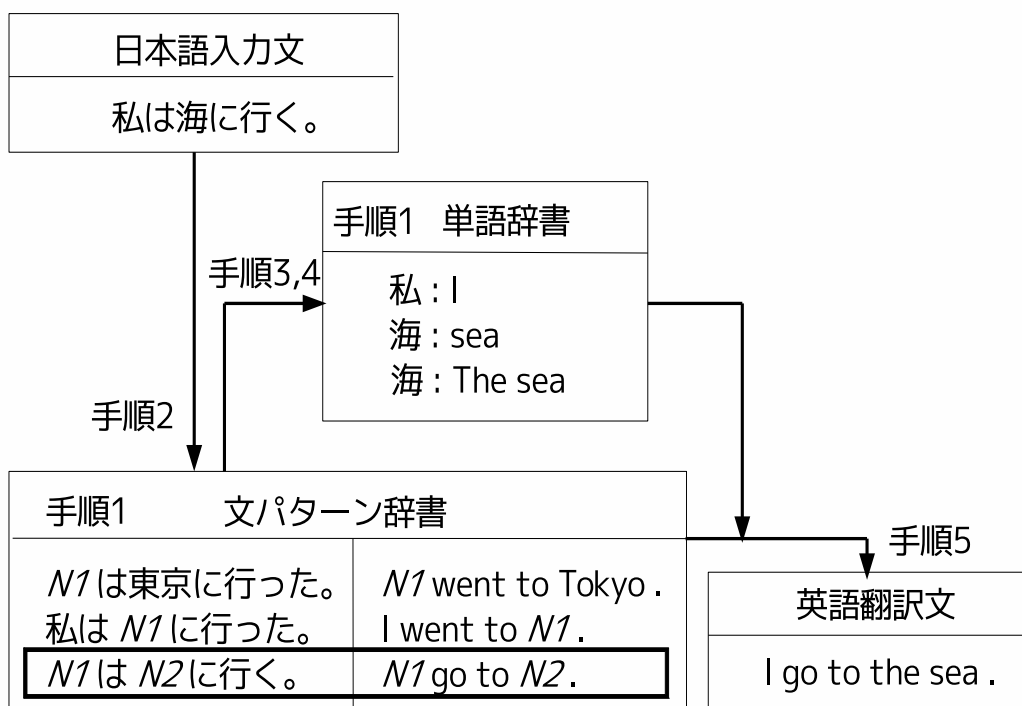 日本語入力文
私は海に行く。
手順1 単語辞書
手順3,4
私 : I
海 : sea
海 : The sea
手順2
手順1 文パターン辞書
手順5
N1は東京に行った。 N1 went to Tokyo .
私は N1に行った。 I went to N1 .
N1は N2に行く。 N1 go to N2 .
英語翻訳文
I go to the sea .